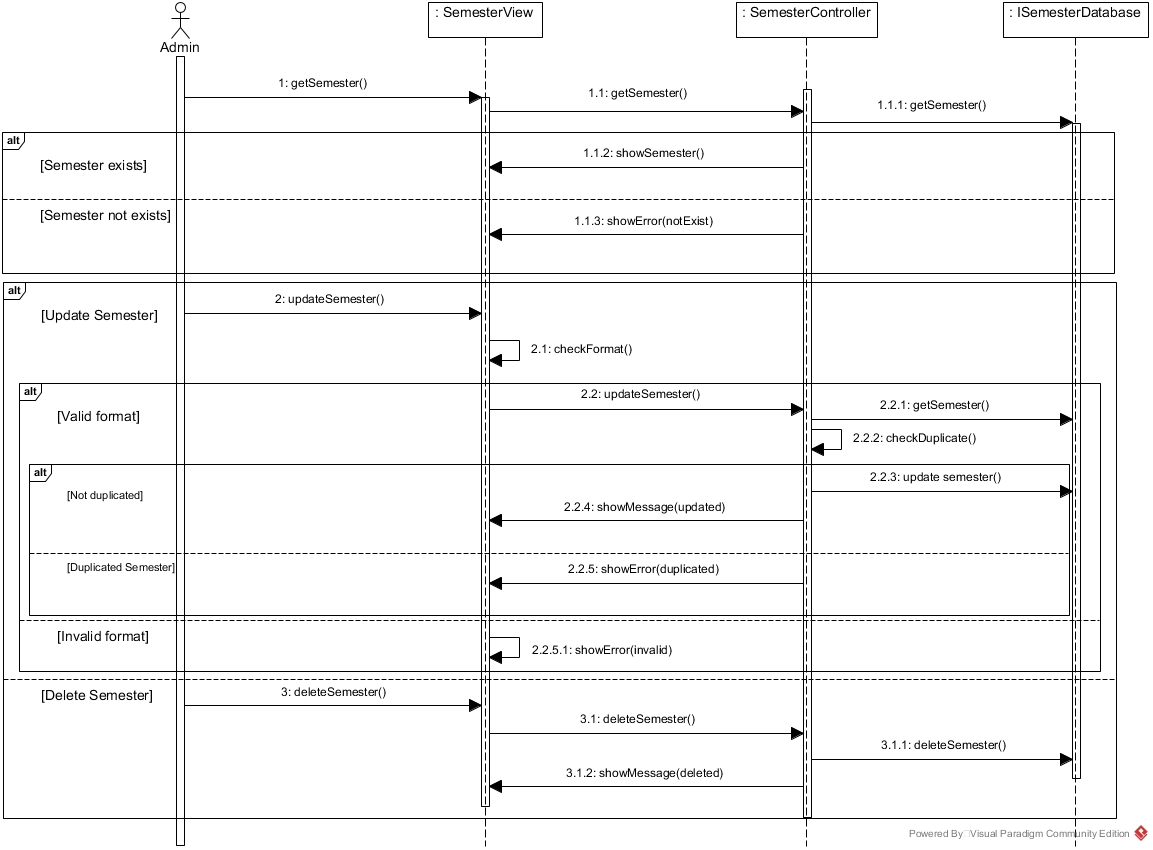 : SemesterView
: SemesterController
: ISemesterDatabase
Admin
1: getSemester()
1.1: getSemester()
1.1.1: getSemester()
alt
[Semester exists]
1.1.2: showSemester()
[Semester not exists]
1.1.3: showError(notExist)
alt
[Update Semester]
2: updateSemester()
2.1: checkFormat()
alt
[Valid format]
2.2: updateSemester()
2.2.1: getSemester()
2.2.2: checkDuplicate()
alt
[Not duplicated]
2.2.3: update semester()
2.2.4: showMessage(updated)
[Duplicated Semester]
2.2.5: showError(duplicated)
[Invalid format]
2.2.5.1: showError(invalid)
[Delete Semester]
3: deleteSemester()
3.1: deleteSemester()
3.1.1: deleteSemester()
3.1.2: showMessage(deleted)
Powered By Visual Paradigm Community Edition